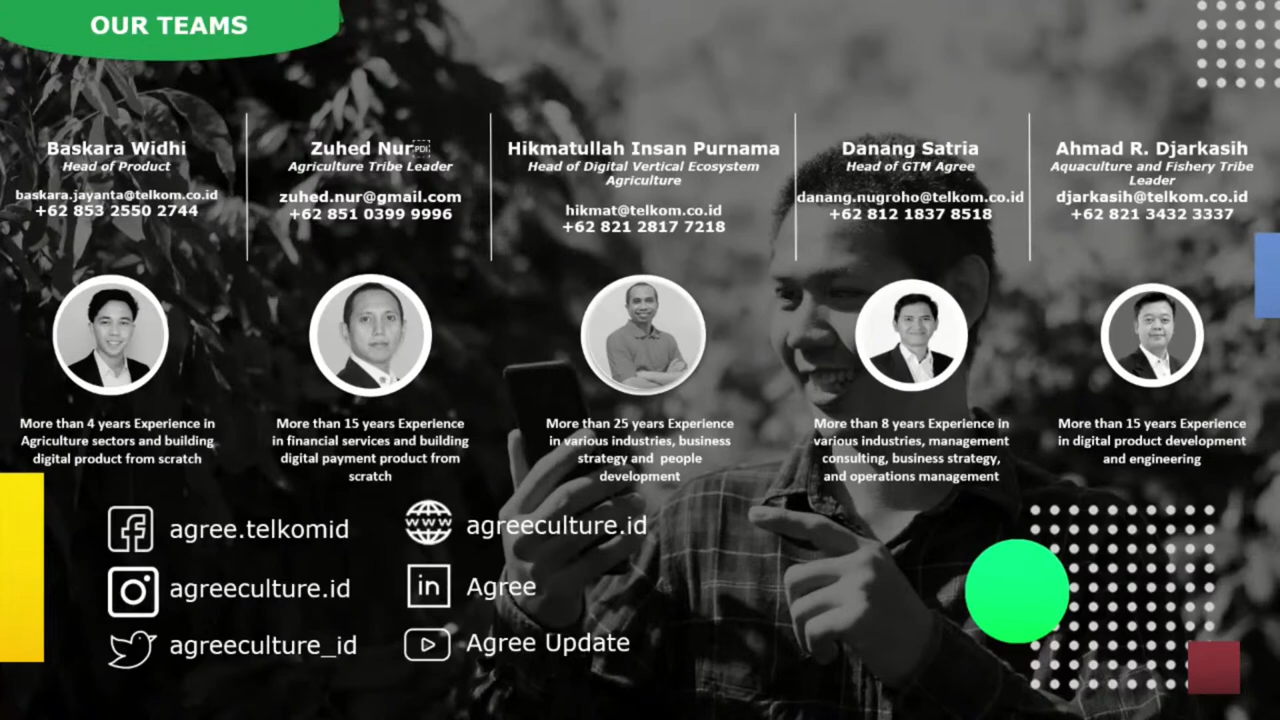 OUR TEAMS
Baskara Widhi
Head of Product
baskara.jayanta@telkom.co.id
+62 853 2550 2744
Zuhed Nur
PDI
Agriculture Tribe Leader
zuhed.nur@gmail.com
+62 851 0399 9996
Hikmatullah Insan Purnama
Head of Digital Vertical Ecosystem
Agriculture
hikmat@telkom.co.id
+62 821 2817 7218
Danang Satria
Head of GTM Agree
danang.nugroho@telkom.co.id
+62 812 1837 8518
Ahmad R. Djarkasih
Aquaculture and Fishery Tribe
Leader
djarkasih@telkom.co.id
+62 821 3432 3337
More than 4 years Experience in
Agriculture sectors and building
digital product from scratch
More than 15 years Experience
in financial services and building
digital payment product from
scratch
More than 25 years Experience
in various industries, business
strategy and people
development
More than 8 years Experience in
various industries, management
consulting, business strategy,
and operations management
More than 15 years Experience
in digital product development
and engineering
agree.telkomid
www agreeculture.id
agreeculture.id
in Agree
agreeculture_id
Agree Update